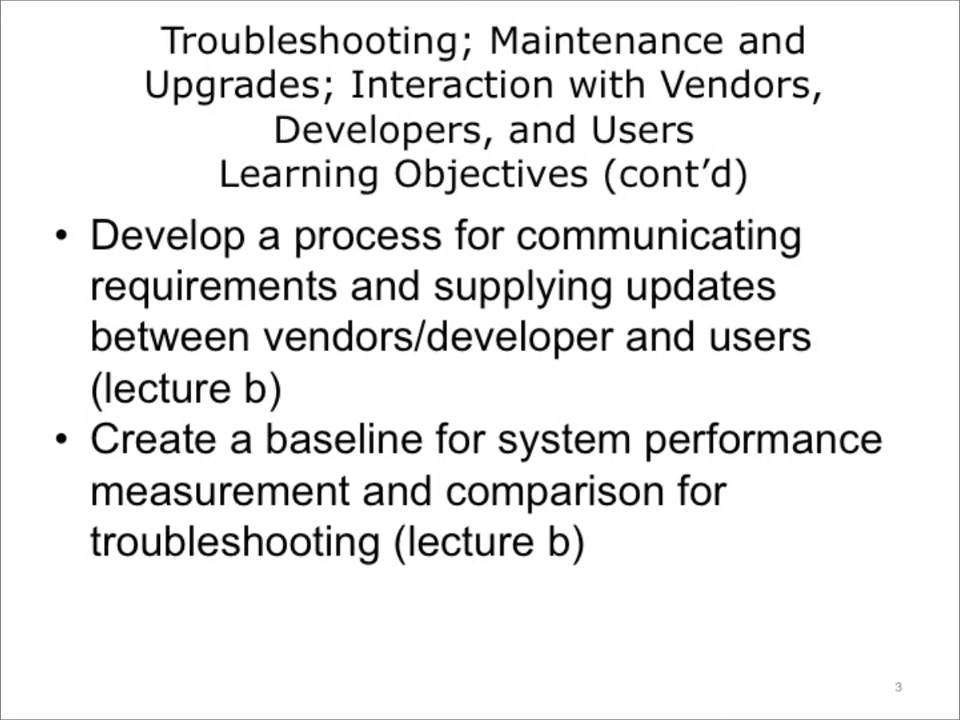 Troubleshooting; Maintenance and
Upgrades; Interaction with Vendors,
Developers, and Users
Learning Objectives (cont’d)
• Develop a process for communicating
requirements and supplying updates
between vendors/developer and users
(lecture b)
• Create a baseline for system performance
measurement and comparison for
troubleshooting (lecture b)
3